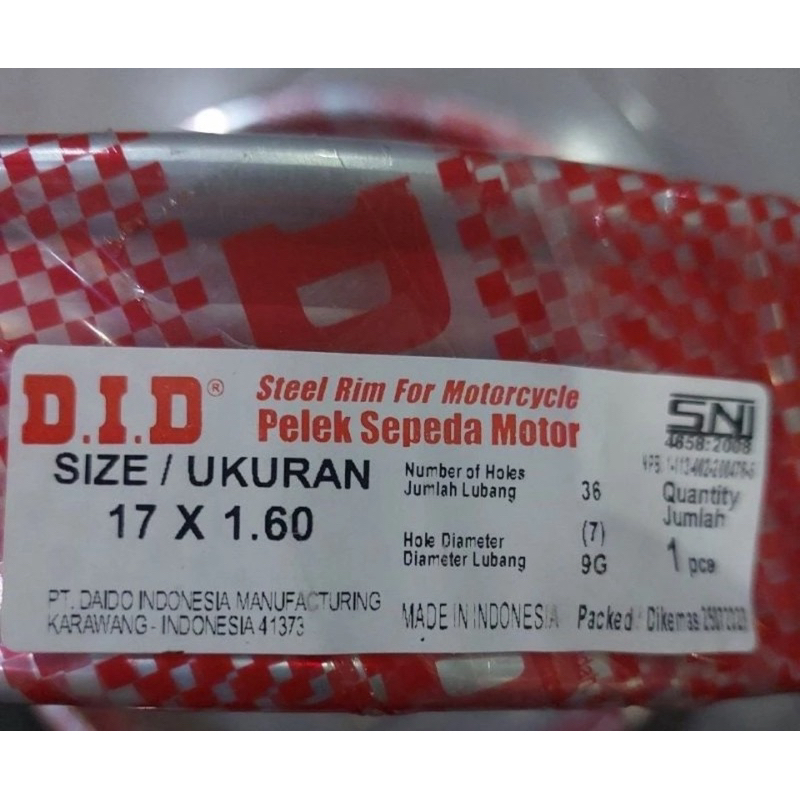 D.I.D®
Steel Rim For Motorcycle
Pelek Sepeda Motor
SNI
4658:2008
SIZE / UKURAN
17 X 1.60
Number of Holes
Jumlah Lubang 36
Hole Diameter (7)
Diameter Lubang 9G
Quantity
Jumlah
1 pce
PT. DAIDO INDONESIA MANUFACTURING
KARAWANG - INDONESIA 41373
MADE IN INDONESIA
Packed / Dikemas